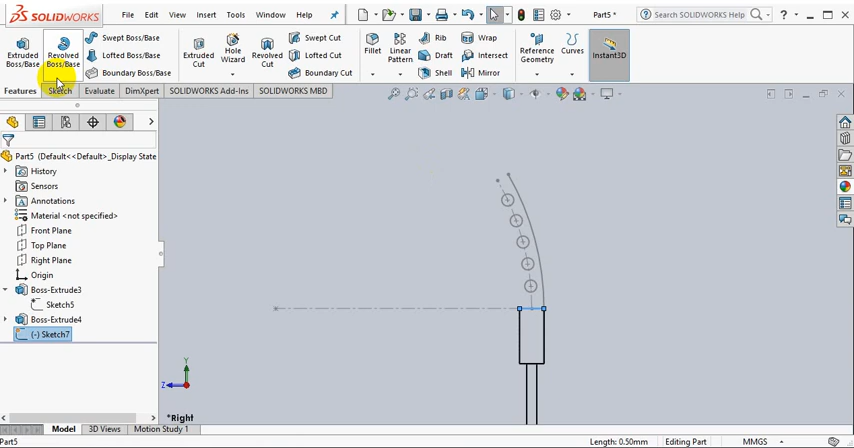 SOLIDWORKS File Edit View Insert Tools Window Help Part5 * Search SOLIDWORKS Help
Extruded Boss/Base
Revolved Boss/Base
Swept Boss/Base
Lofted Boss/Base
Boundary Boss/Base
Extruded Cut
Hole Wizard
Revolved Cut
Swept Cut
Lofted Cut
Boundary Cut
Fillet
Linear Pattern
Rib
Draft
Shell
Wrap
Intersect
Mirror
Reference Geometry
Curves
Instant3D
Features Sketch Evaluate DimXpert SOLIDWORKS Add-Ins SOLIDWORKS MBD
Part5 (Default<<Default>_Display State
History
Sensors
Annotations
Material <not specified>
Front Plane
Top Plane
Right Plane
Origin
Boss-Extrude3
Sketch5
Boss-Extrude4
(-) Sketch7
Y
Z
*Right
Model 3D Views Motion Study 1
Part5 Length: 0.50mm Editing Part MMGS